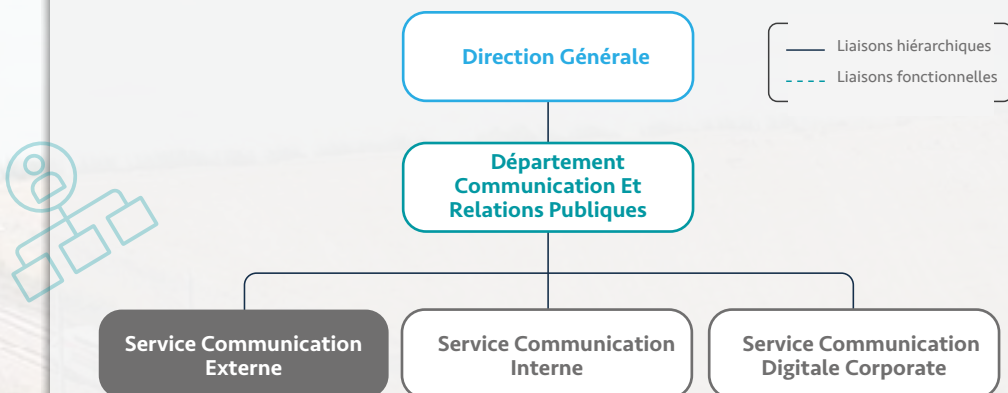 Direction Générale
Liaisons hiérarchiques
Liaisons fonctionnelles
Département
Communication Et
Relations Publiques
Service Communication
Externe
Service Communication
Interne
Service Communication
Digitale Corporate